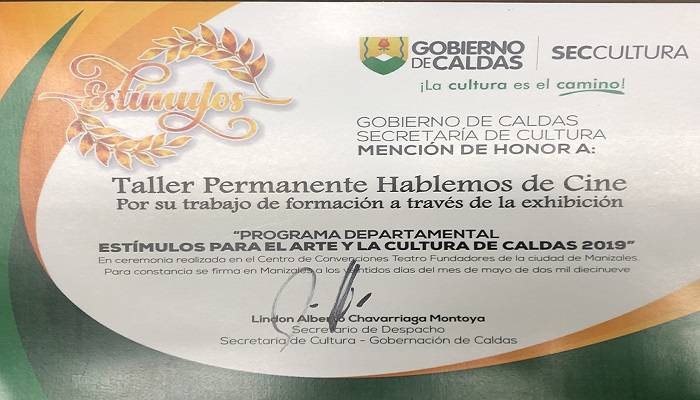 Estímulos
GOBIERNO
DE CALDAS
SECCULTURA
¡La cultura es el camino!
GOBIERNO DE CALDAS
SECRETARÍA DE CULTURA
MENCIÓN DE HONOR A:
Taller Permanente Hablemos de Cine
Por su trabajo de formación a través de la exhibición
"PROGRAMA DEPARTAMENTAL
ESTÍMULOS PARA EL ARTE Y LA CULTURA DE CALDAS 2019"
En ceremonia realizada en el Centro de Convenciones Teatro Fundadores de la ciudad de Manizales.
Para constancia se firma en Manizales a los veintidos días del mes de mayo de dos mil diecinueve
Lindon Alberto Chavarriaga Montoya
Secretario de Despacho
Secretaria de Cultura - Gobernación de Caldas